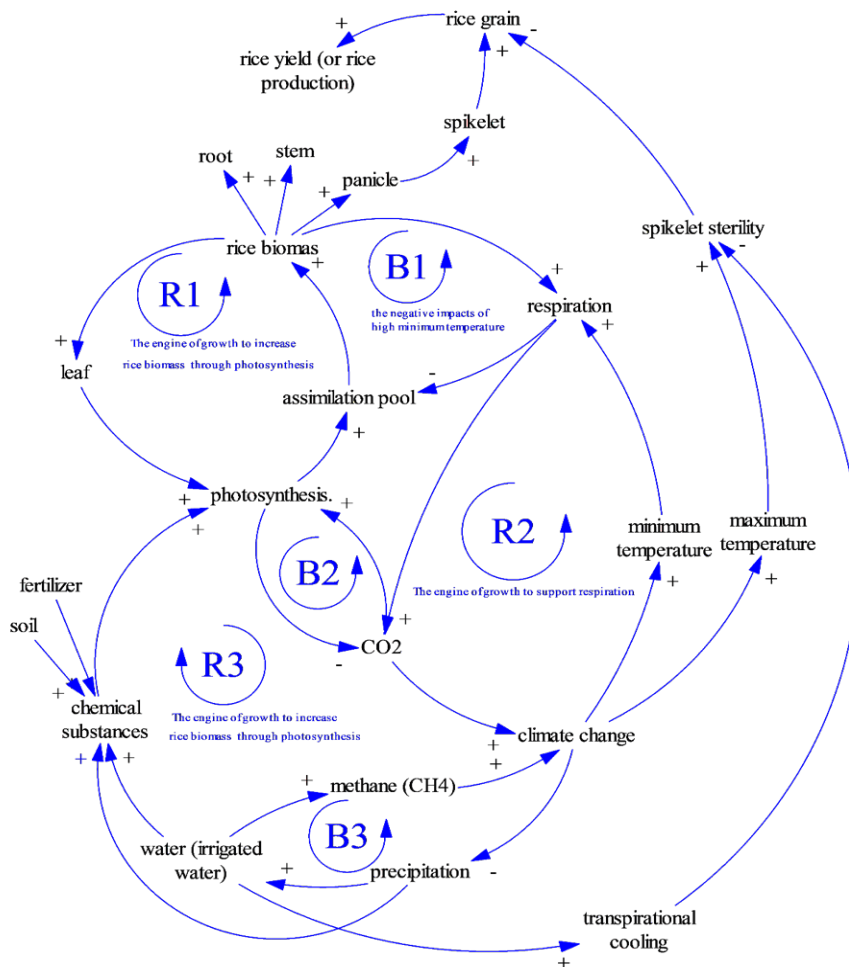 rice grain
+
-
+
rice yield (or rice
production)
+
spikelet
+
root
stem
+
+
panicle
+
rice biomas
+
spikelet sterility
-
+
B1
the negative impacts of
high minimum temperature
+
respiration
+
R1
The engine of growth to increase
rice biomass through photosynthesis
+
leaf
-
assimilation pool
+
photosynthesis.
+
+
+
minimum
temperature
+
maximum
temperature
+
R2
The engine of growth to support respiration
B2
fertilizer
soil
+
CO2
-
+
R3
The engine of growth to increase
rice biomass through photosynthesis
chemical
substances
+
+
climate change
+
+
methane (CH4)
+
B3
water (irrigated
water)
+
precipitation
-
transpirational
cooling
+